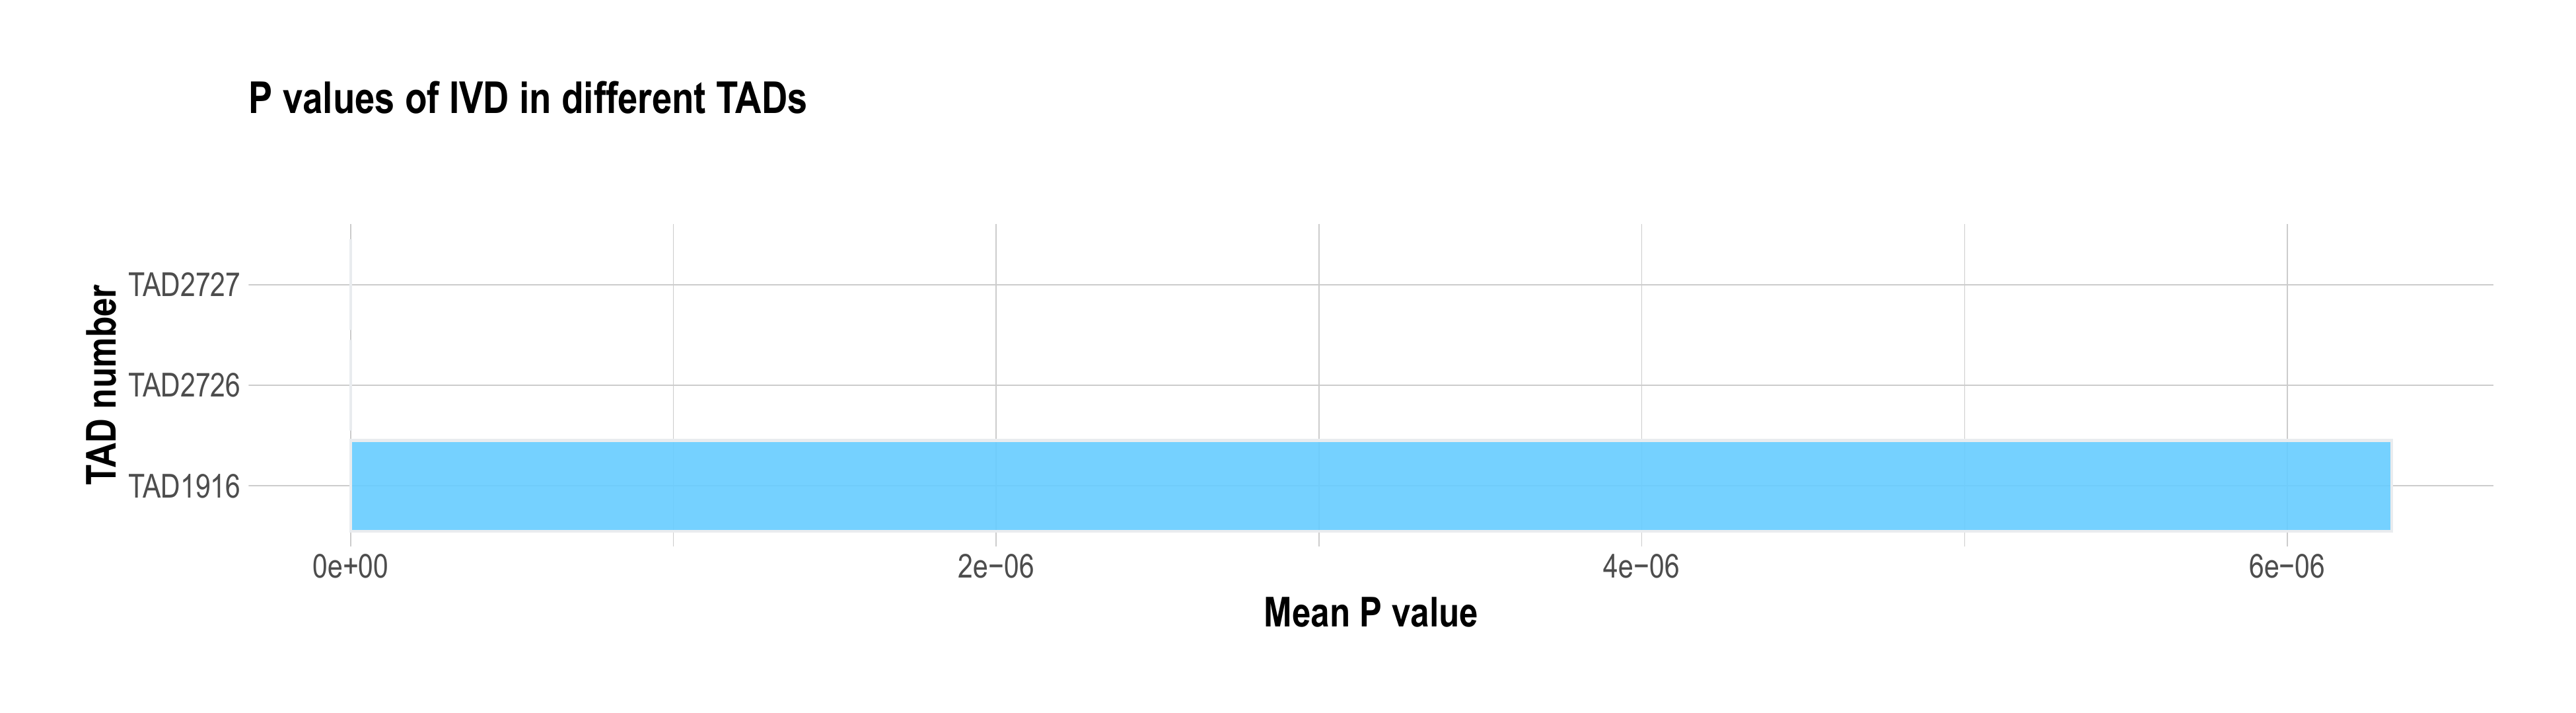 P values of IVD in different TADs
TAD number
TAD2727
TAD2726
TAD1916
0e+00
2e−06
4e−06
6e−06
Mean P value